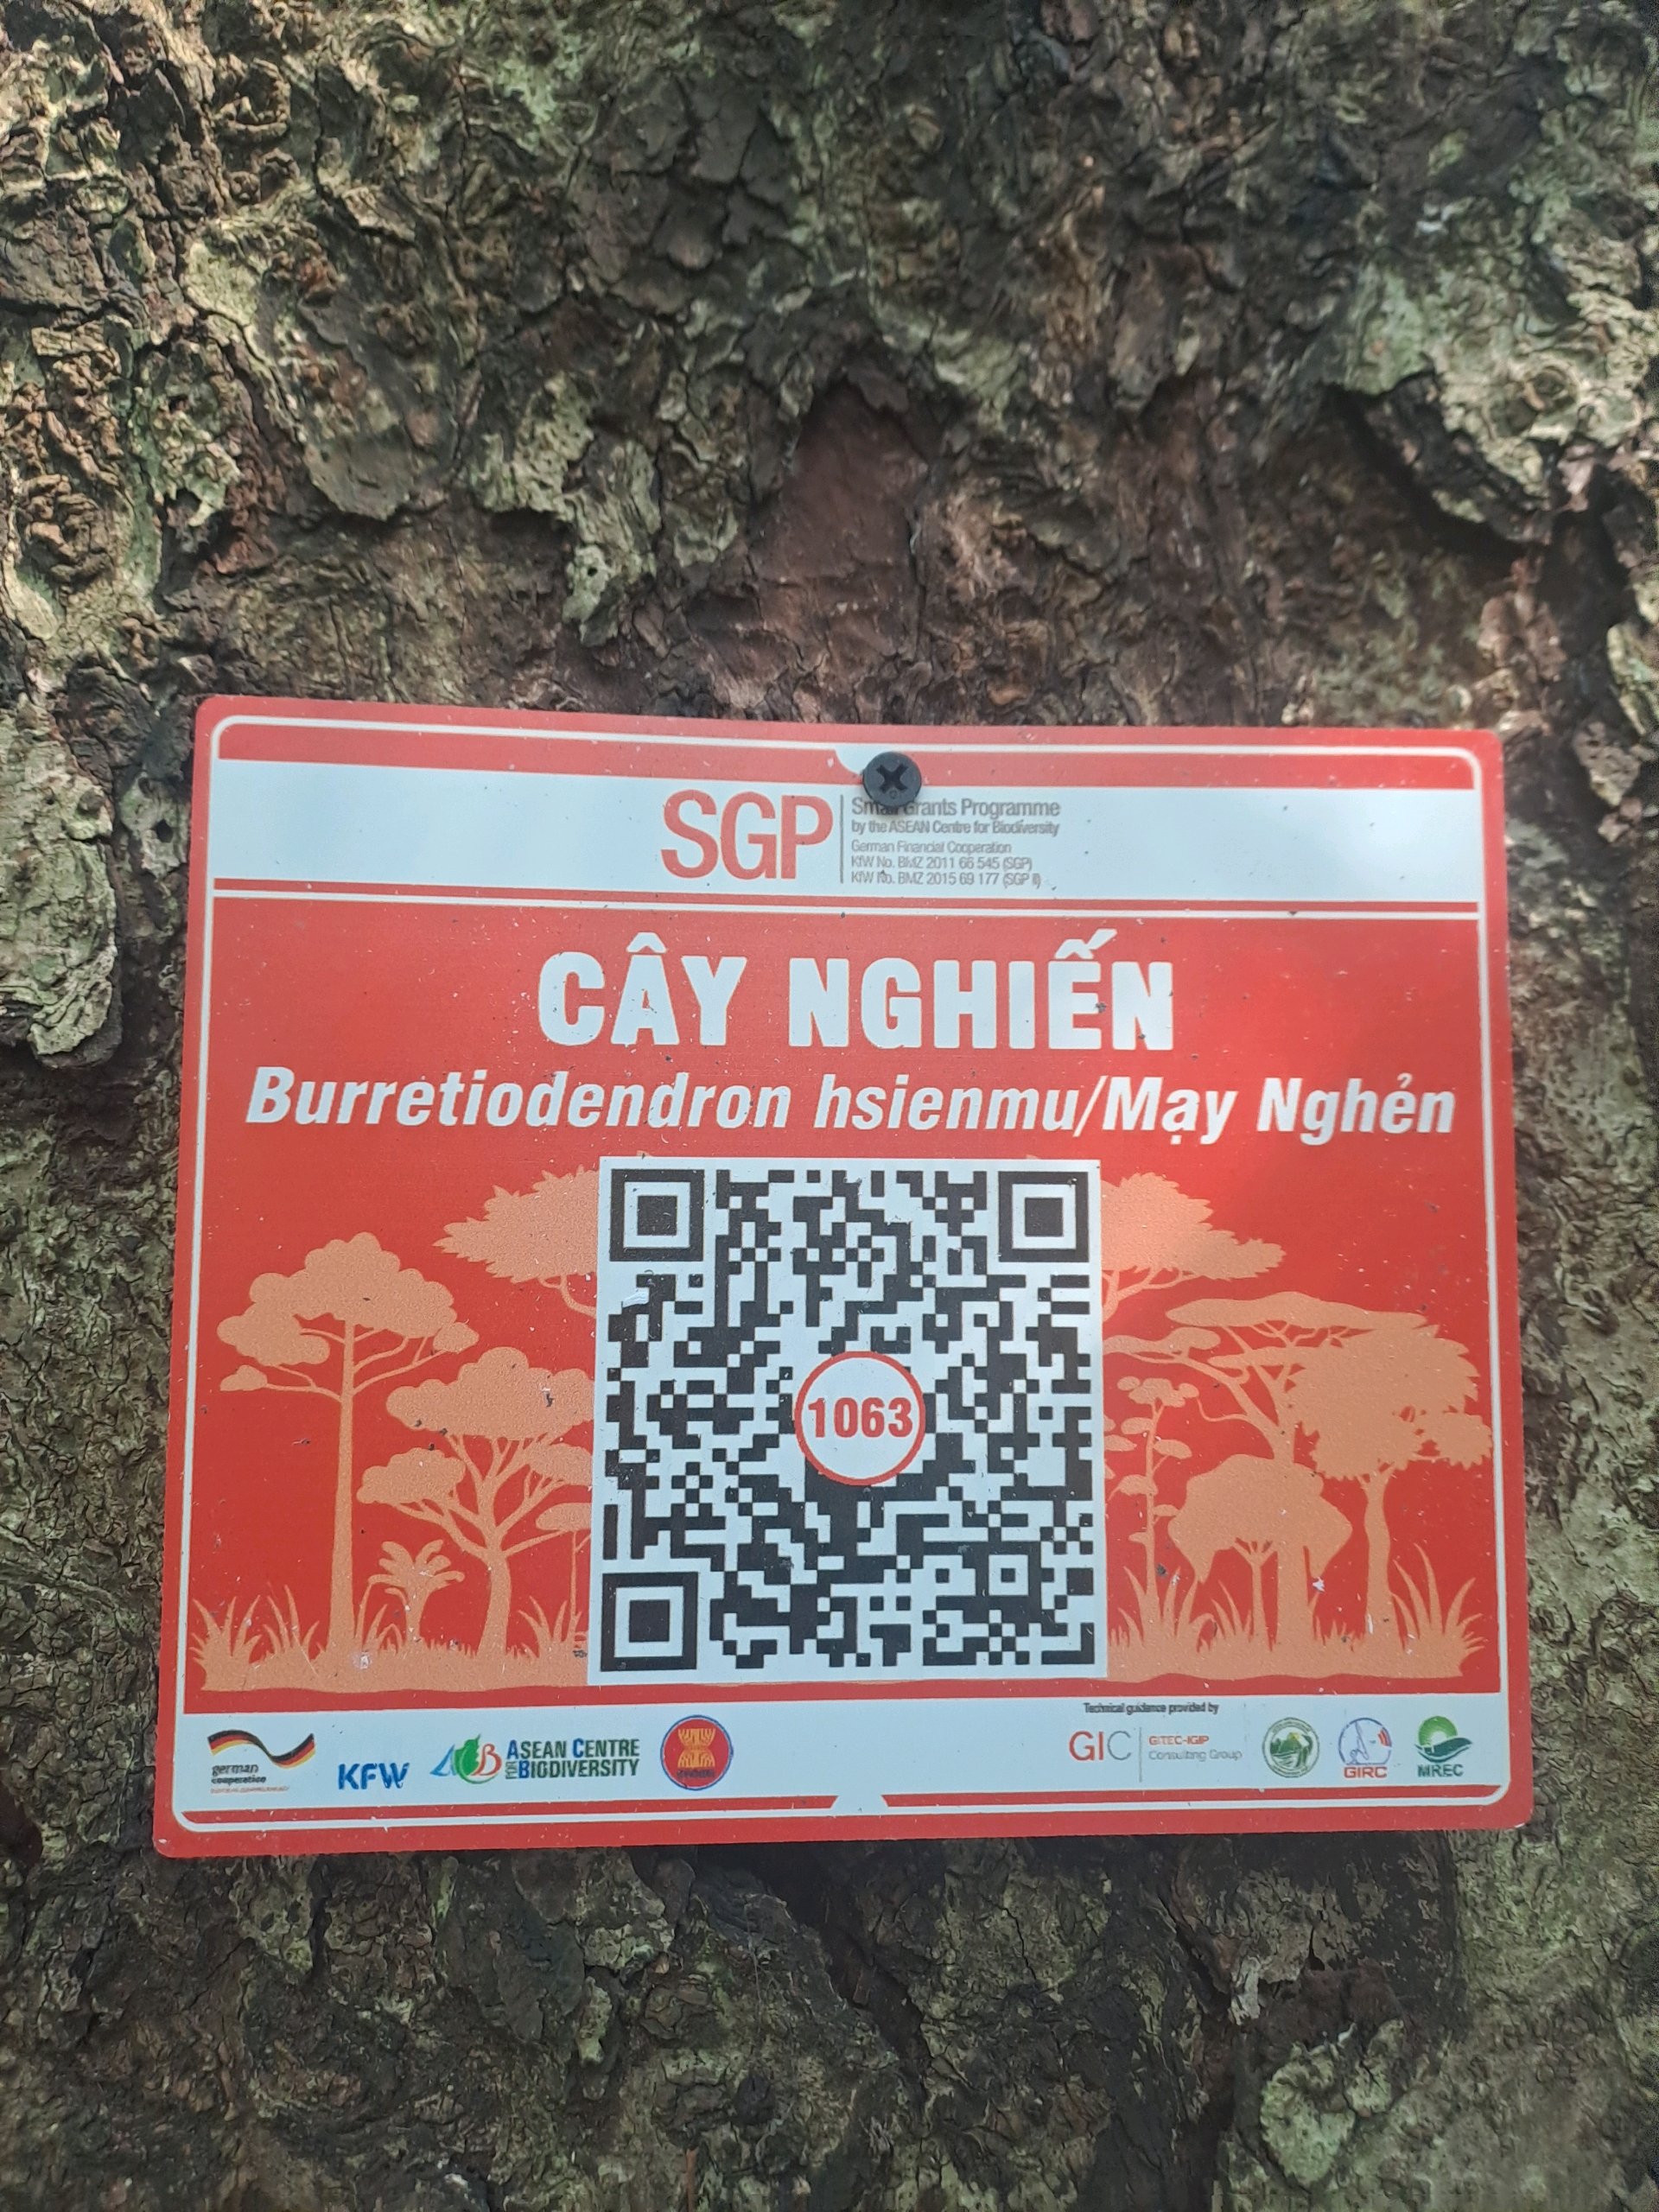 SGP
Small Grants Programme
by the ASEAN Centre for Biodiversity
German Financial Cooperation
KfW No. BMZ 2011 66 545 (SGP)
KfW No. BMZ 2015 69 177 (SGP II)
CÂY NGHIẾN
Burretiodendron hsienmu/Mạy Nghẻn
1063
german
cooperation
KFW
ASEAN CENTRE
FOR BIODIVERSITY
Technical guidance provided by
GIC
GITEC-IGIP
Consulting Group
GIRC
MREC